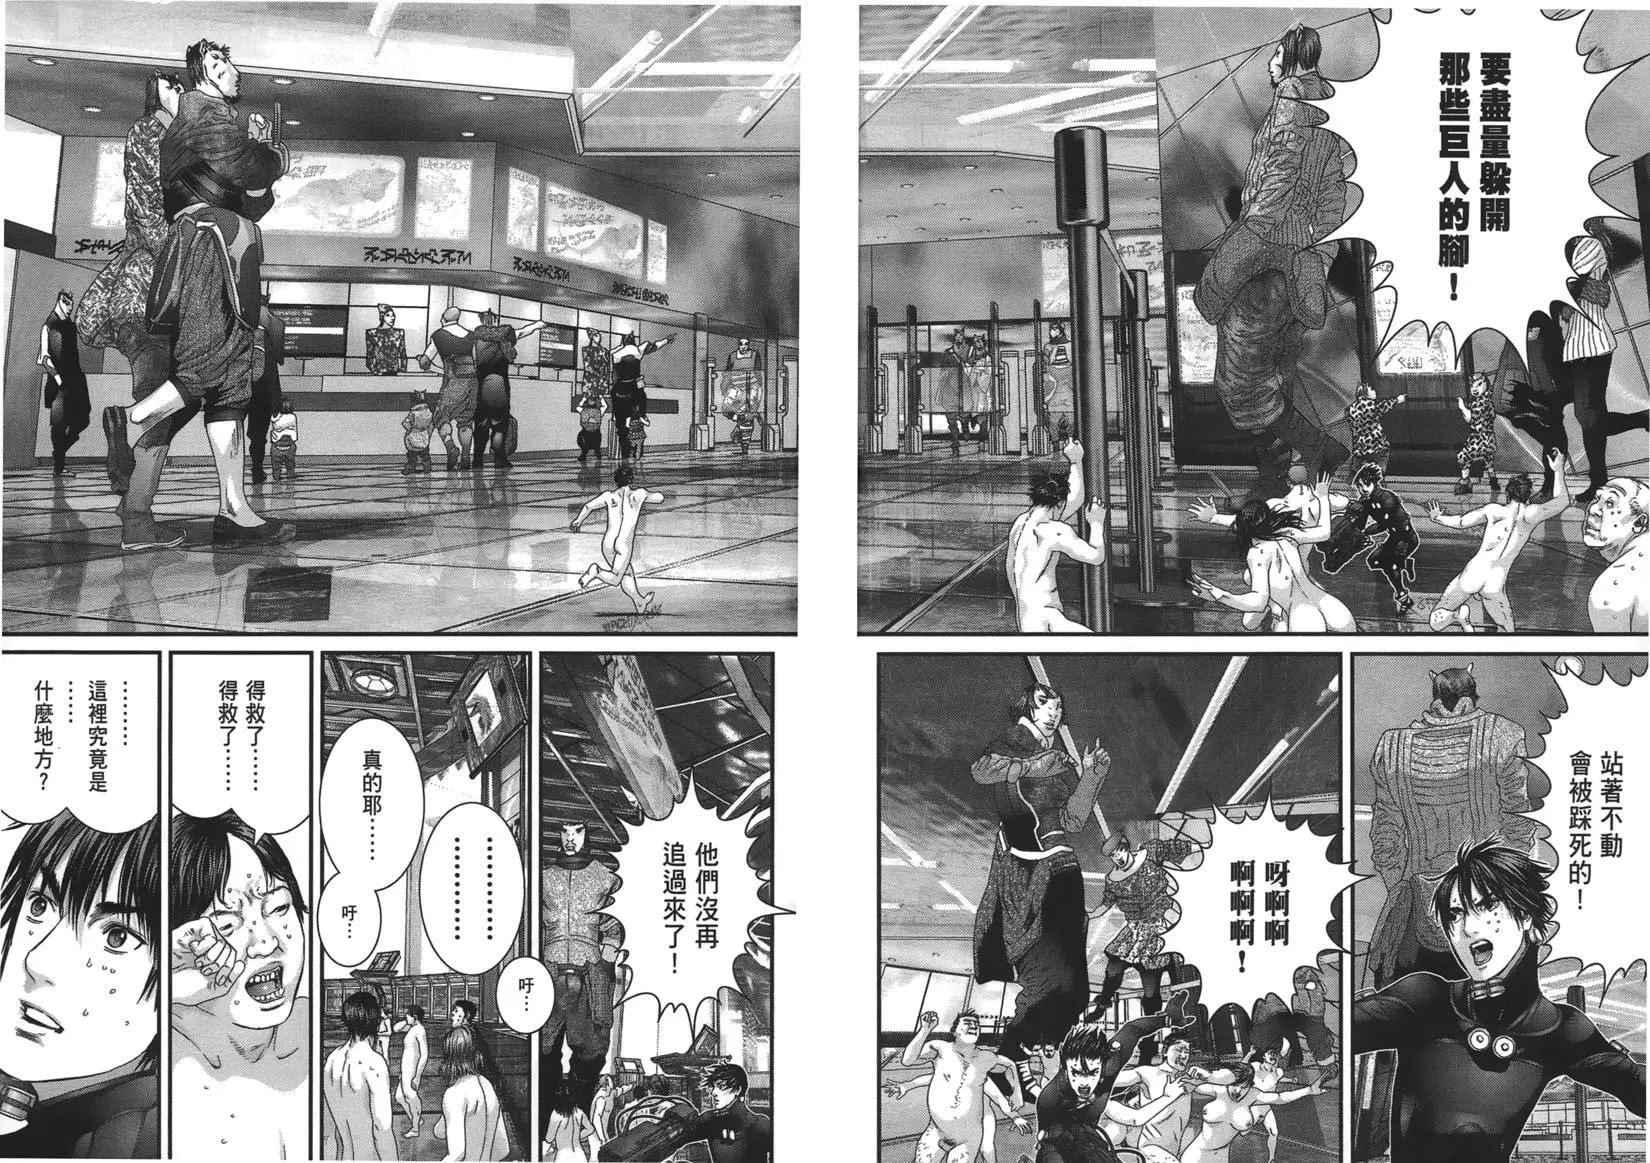 要盡量躲開
那些巨人的腳！
站著不動
會被踩死的！
呀啊啊
啊啊啊！
他們沒再
追過來了！
⋯⋯⋯⋯
⋯⋯⋯⋯
吁⋯
真的耶⋯⋯
吁⋯
得救了⋯⋯
得救了⋯⋯
⋯⋯⋯
這裡究竟是
⋯⋯
什麼地方？